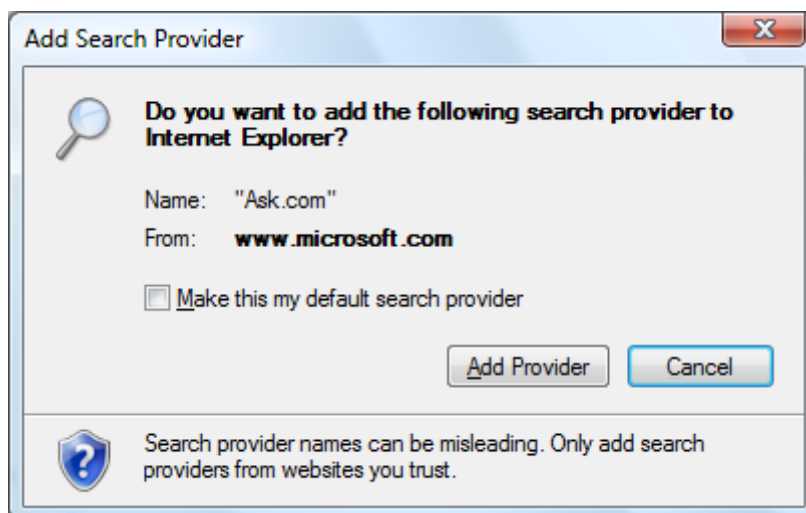 Add Search Provider
Do you want to add the following search provider to
Internet Explorer?
Name: "Ask.com"
From: www.microsoft.com
Make this my default search provider
Add Provider Cancel
Search provider names can be misleading. Only add search
providers from websites you trust.